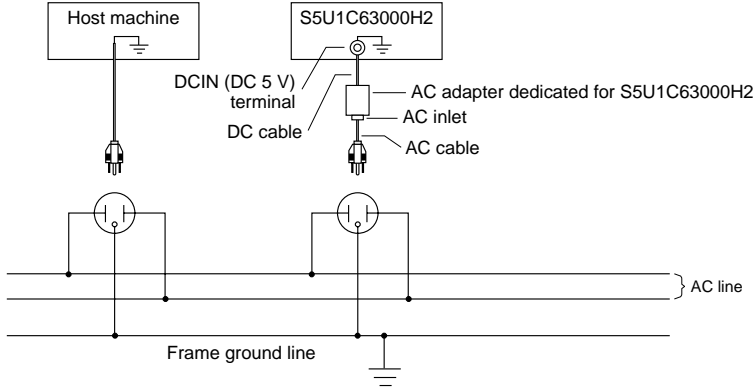 Host machine
S5U1C63000H2
DCIN (DC 5 V)
terminal
DC cable
AC adapter dedicated for S5U1C63000H2
AC inlet
AC cable
AC line
Frame ground line